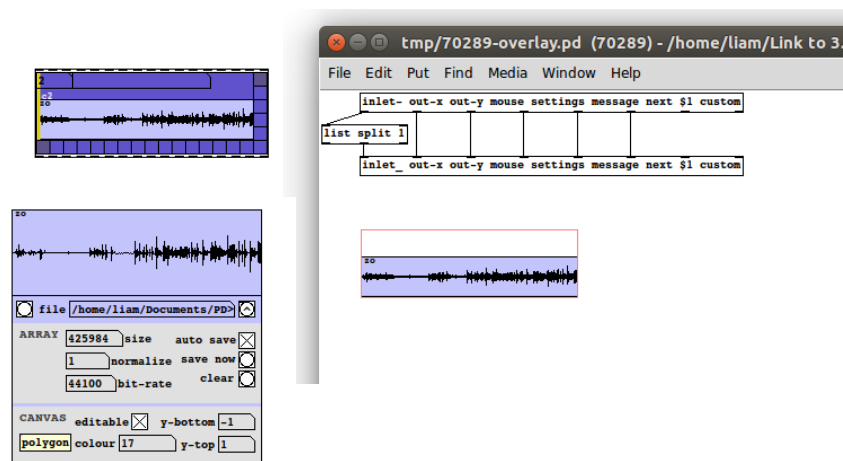 tmp/70289-overlay.pd (70289) - /home/liam/Link to 3.
File Edit Put Find Media Window Help
inlet- out-x out-y mouse settings message next $1 custom
list split 1
inlet_ out-x out-y mouse settings message next $1 custom
zo
2
c2
zo
zo
file /home/liam/Documents/PD>
ARRAY 425984 size auto save
1 normalize save now
44100 bit-rate clear
CANVAS editable y-bottom -1
polygon colour 17 y-top 1